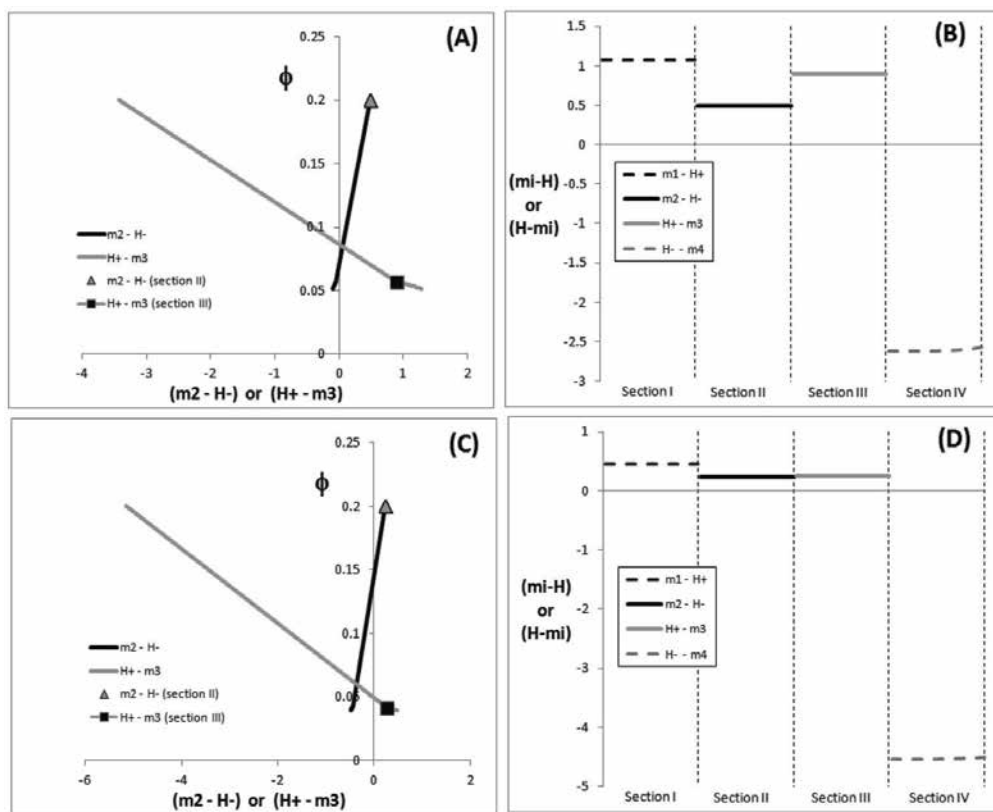 (A)
0.25
ϕ
0.2
0.15
0.1
0.05
0
m2 - H-
H+ - m3
m2 - H- (section II)
H+ - m3 (section III)
-4 -3 -2 -1 0 1 2
(m2 - H-) or (H+ - m3)
(B)
1.5
1
0.5
0
-0.5
-1
-1.5
-2
-2.5
-3
(mi-H)
or
(H-mi)
m1 - H+
m2 - H-
H+ - m3
H- - m4
Section I Section II Section III Section IV
(C)
0.25
ϕ
0.2
0.15
0.1
0.05
0
m2 - H-
H+ - m3
m2 - H- (section II)
H+ - m3 (section III)
-6 -4 -2 0 2
(m2 - H-) or (H+ - m3)
(D)
1
0
-1
-2
-3
-4
-5
(mi-H)
or
(H-mi)
m1 - H+
m2 - H-
H+ - m3
H- - m4
Section I Section II Section III Section IV